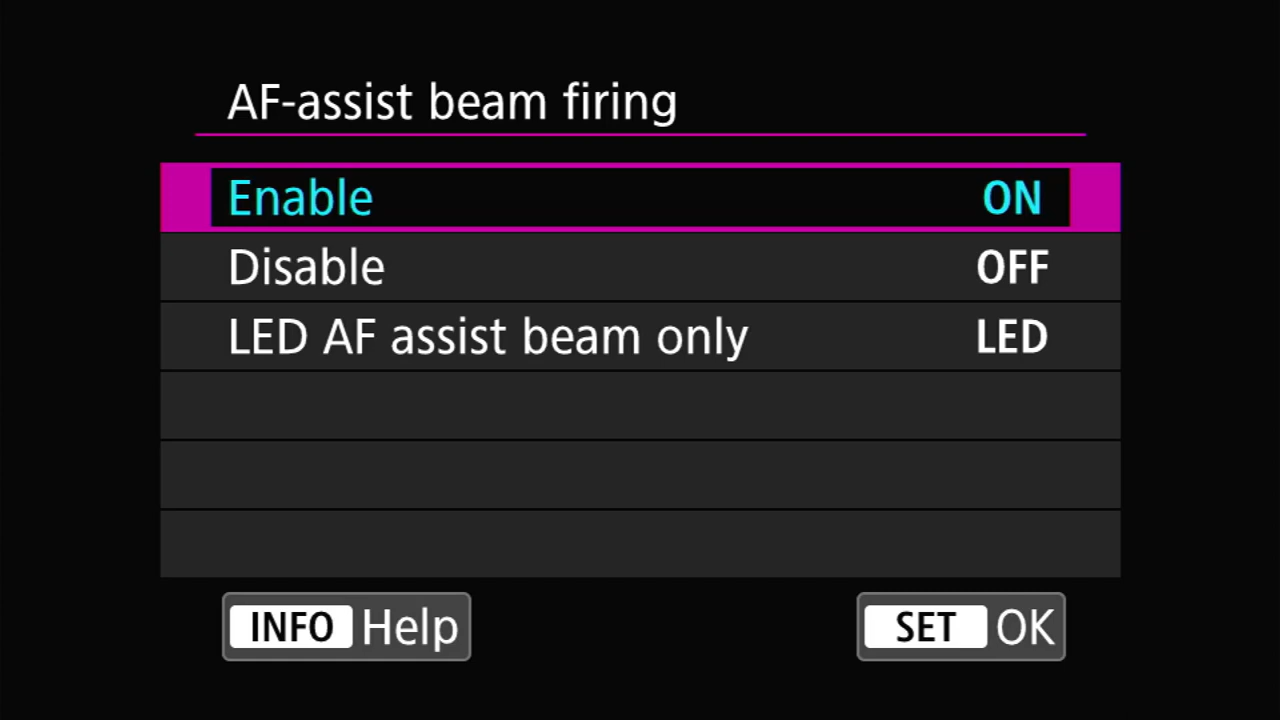 AF-assist beam firing
Enable ON
Disable OFF
LED AF assist beam only LED
INFO Help SET OK